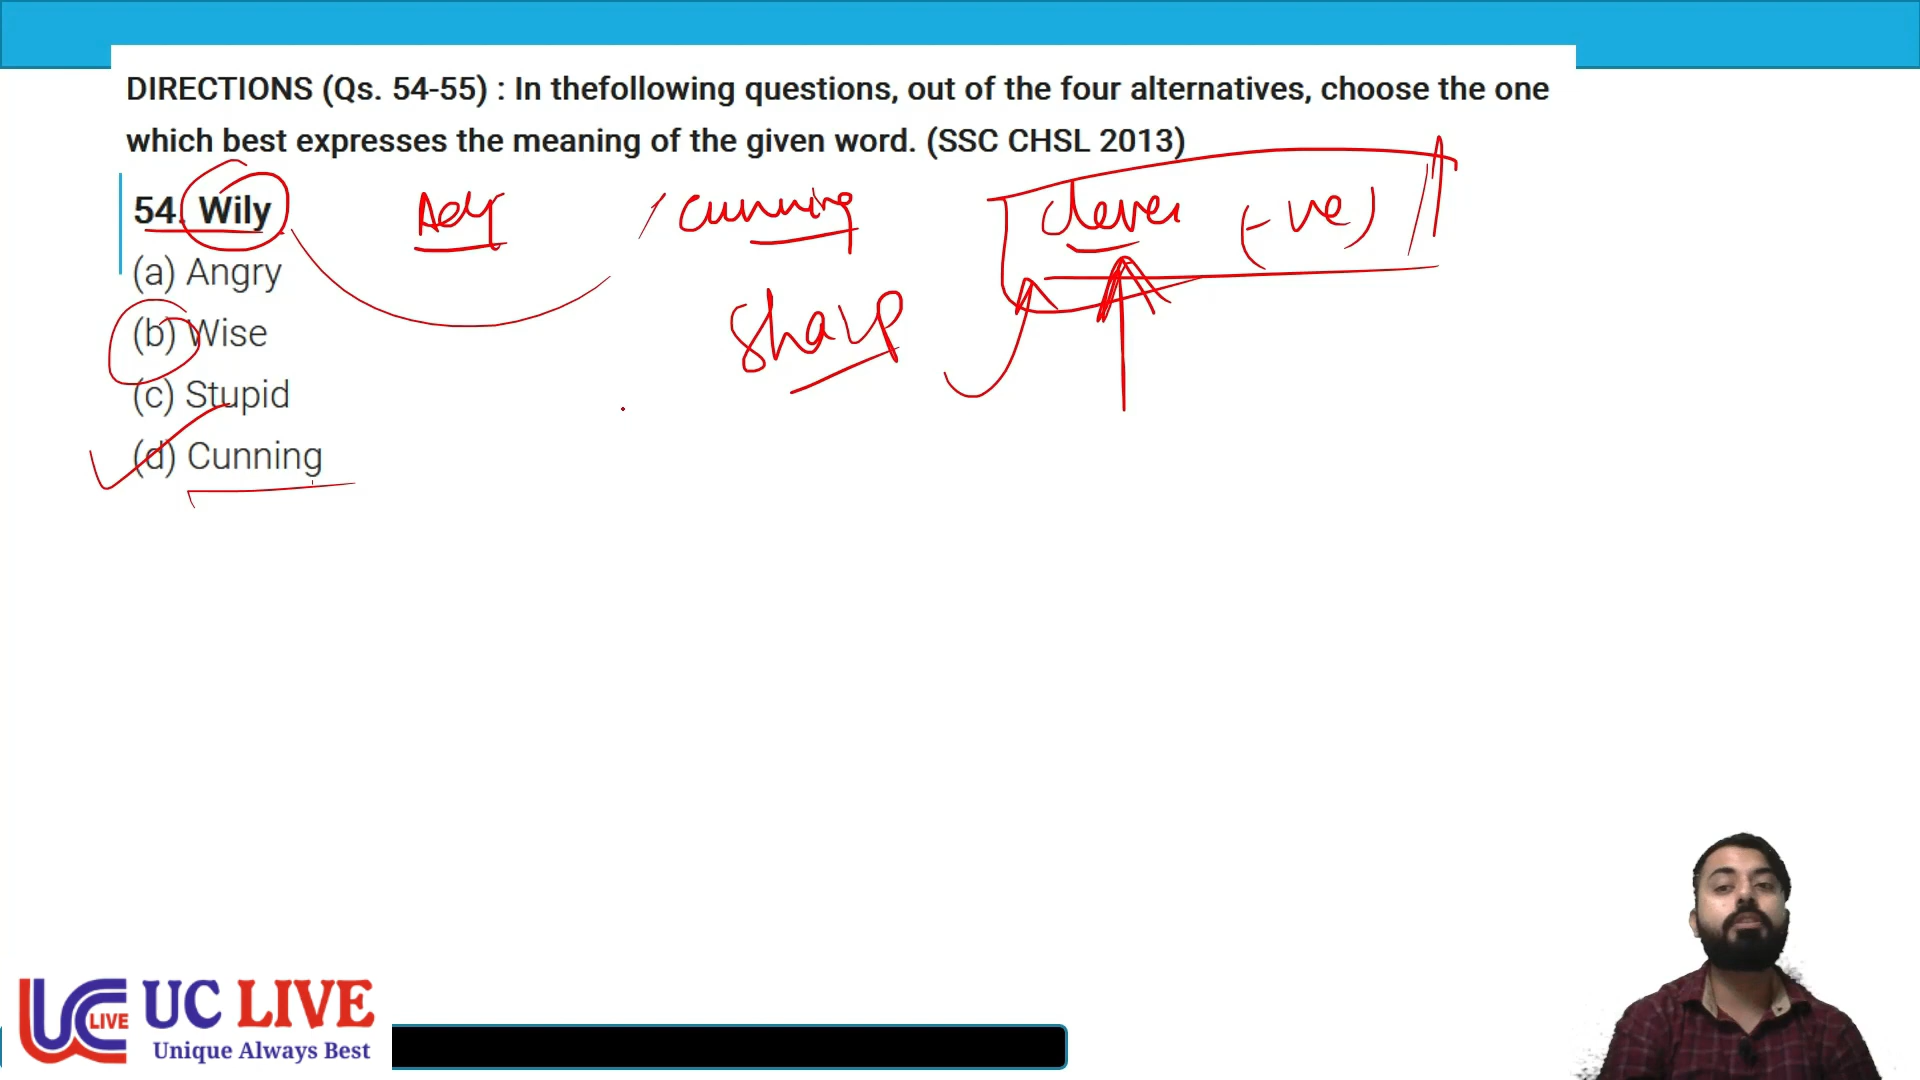 DIRECTIONS (Qs. 54-55) : In thefollowing questions, out of the four alternatives, choose the one
which best expresses the meaning of the given word. (SSC CHSL 2013)
54. Wily
Adj / cunning clever (-ve)
(a) Angry
sharp
(b) Wise
(c) Stupid
(d) Cunning
UC LIVE
LIVE
Unique Always Best